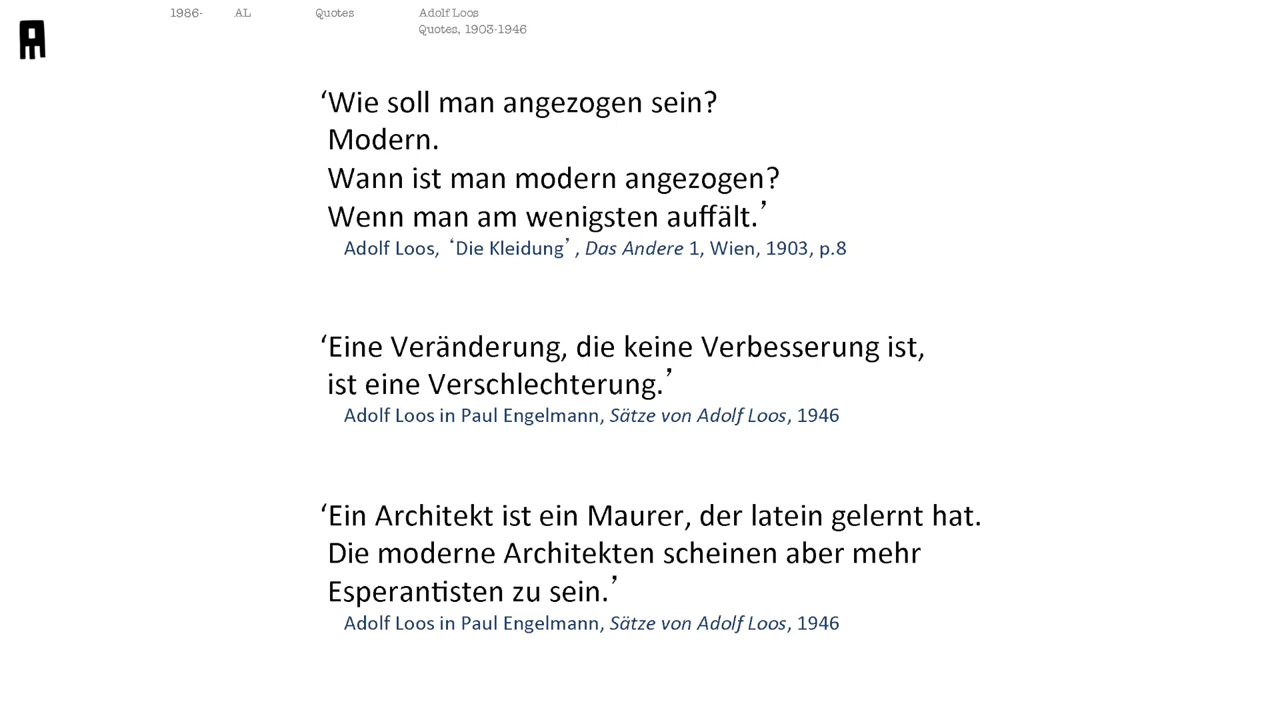 1986- AL Quotes Adolf Loos
Quotes, 1903-1946
‘Wie soll man angezogen sein?
Modern.
Wann ist man modern angezogen?
Wenn man am wenigsten auffält.’
Adolf Loos, ‘Die Kleidung’, Das Andere 1, Wien, 1903, p.8
‘Eine Veränderung, die keine Verbesserung ist,
ist eine Verschlechterung.’
Adolf Loos in Paul Engelmann, Sätze von Adolf Loos, 1946
‘Ein Architekt ist ein Maurer, der latein gelernt hat.
Die moderne Architekten scheinen aber mehr
Esperantisten zu sein.’
Adolf Loos in Paul Engelmann, Sätze von Adolf Loos, 1946